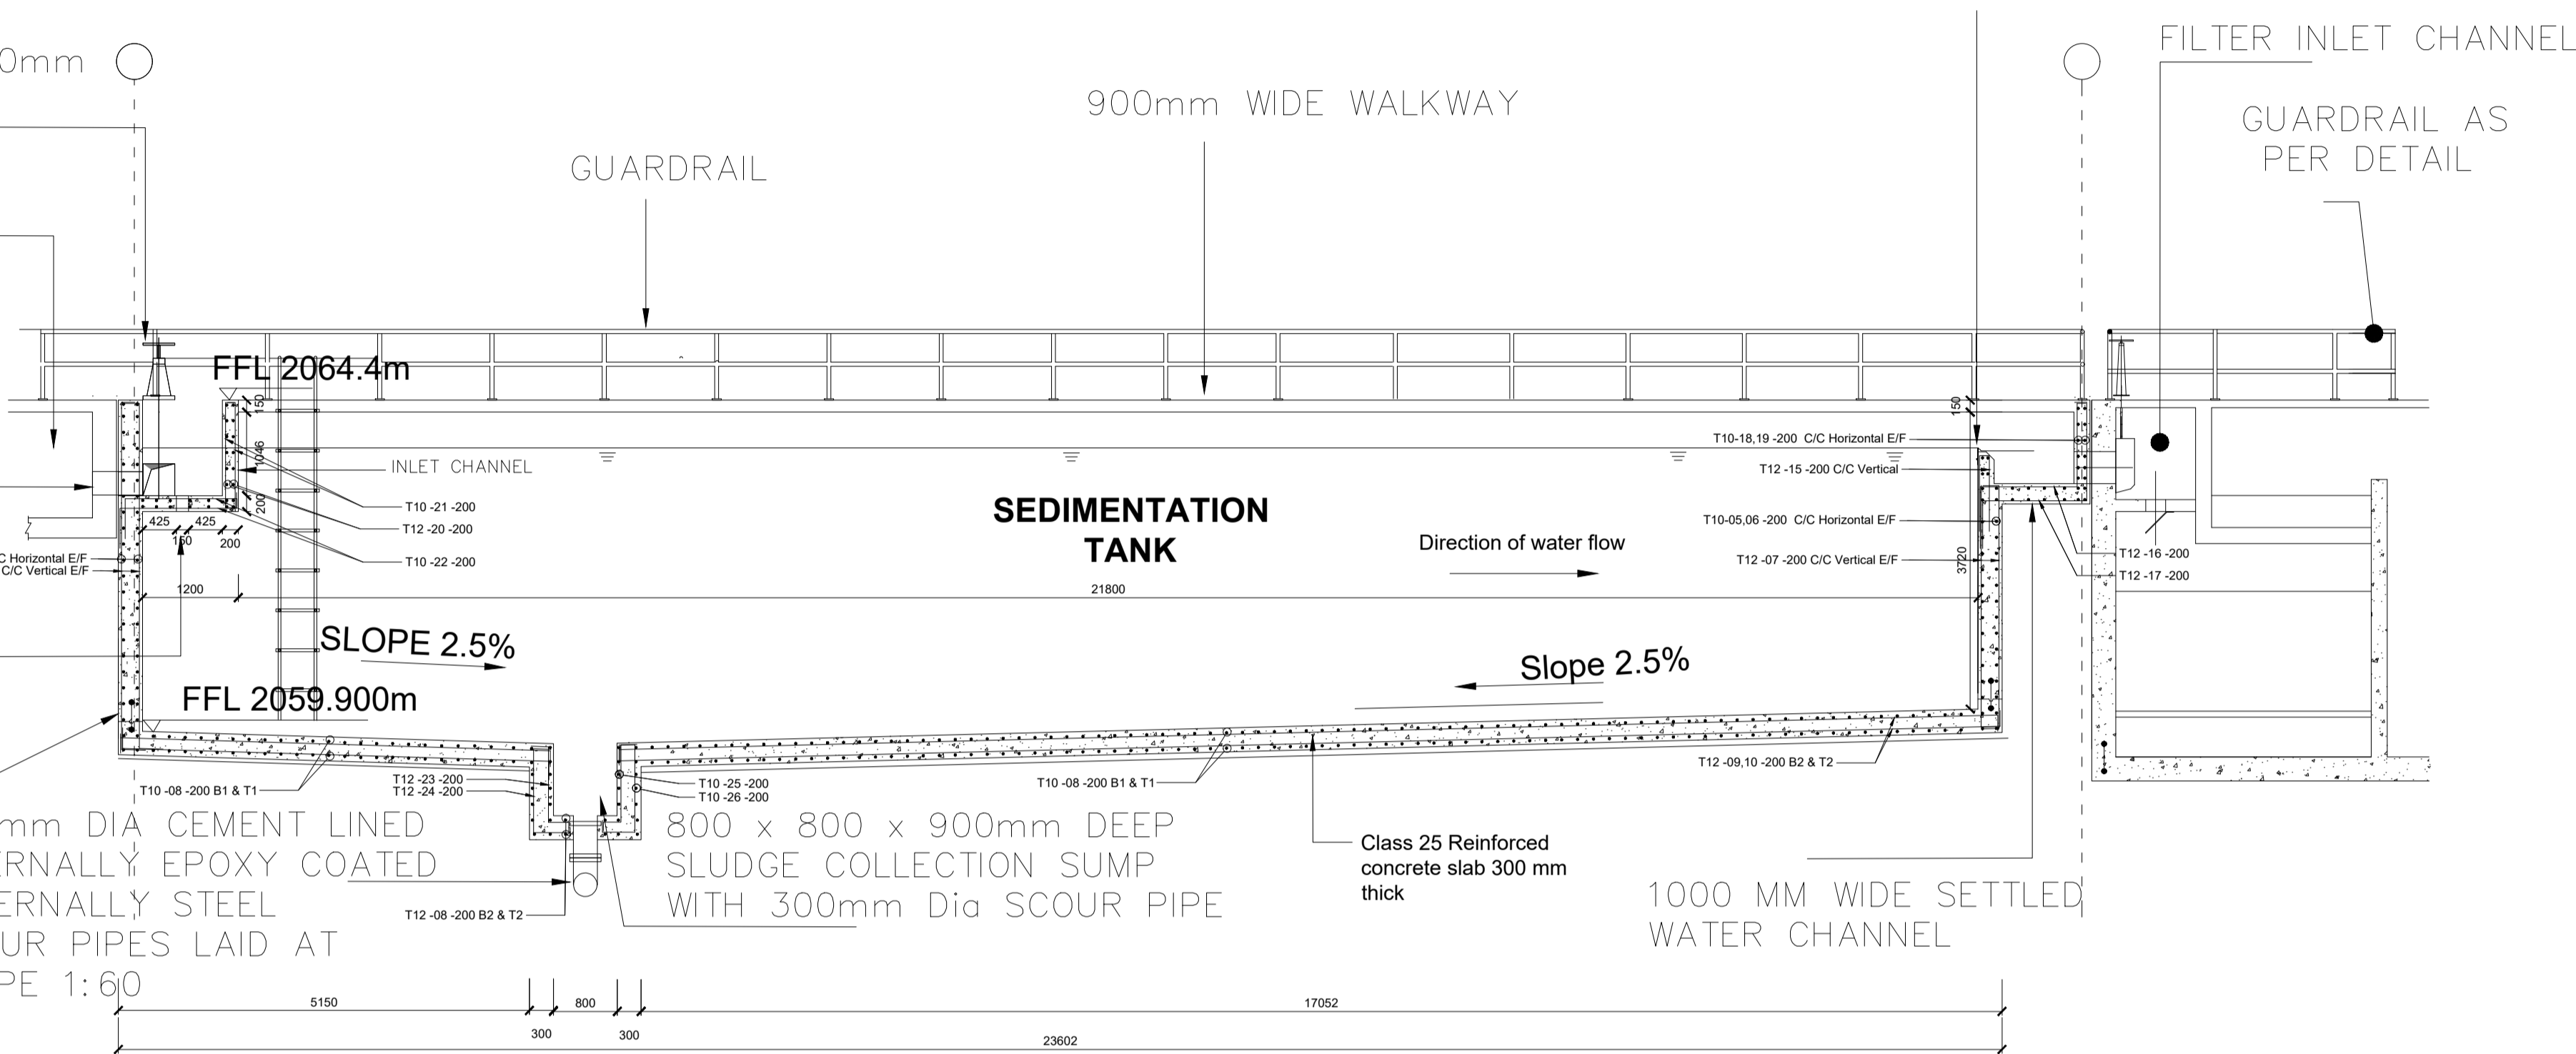 0mm
FILTER INLET CHANNEL
GUARDRAIL AS
PER DETAIL
900mm WIDE WALKWAY
GUARDRAIL
FFL 2064.4m
150
1046
200
INLET CHANNEL
T10 -21 -200
T12 -20 -200
T10 -22 -200
425
425
150
200
C Horizontal E/F
C/C Vertical E/F
1200
SEDIMENTATION
TANK
Direction of water flow
21800
150
T10-18,19 -200 C/C Horizontal E/F
T12 -15 -200 C/C Vertical
T10-05,06 -200 C/C Horizontal E/F
T12 -07 -200 C/C Vertical E/F
3720
T12 -16 -200
T12 -17 -200
SLOPE 2.5%
Slope 2.5%
FFL 2059.900m
T10 -08 -200 B1 & T1
T12 -23 -200
T12 -24 -200
T10 -25 -200
T10 -26 -200
T10 -08 -200 B1 & T1
T12 -09,10 -200 B2 & T2
mm DIA CEMENT LINED
ERNALLY EPOXY COATED
ERNALLY STEEL
UR PIPES LAID AT
PE 1:60
T12 -08 -200 B2 & T2
800 x 800 x 900mm DEEP
SLUDGE COLLECTION SUMP
WITH 300mm Dia SCOUR PIPE
Class 25 Reinforced
concrete slab 300 mm
thick
1000 MM WIDE SETTLED
WATER CHANNEL
5150
800
17052
300
300
23602